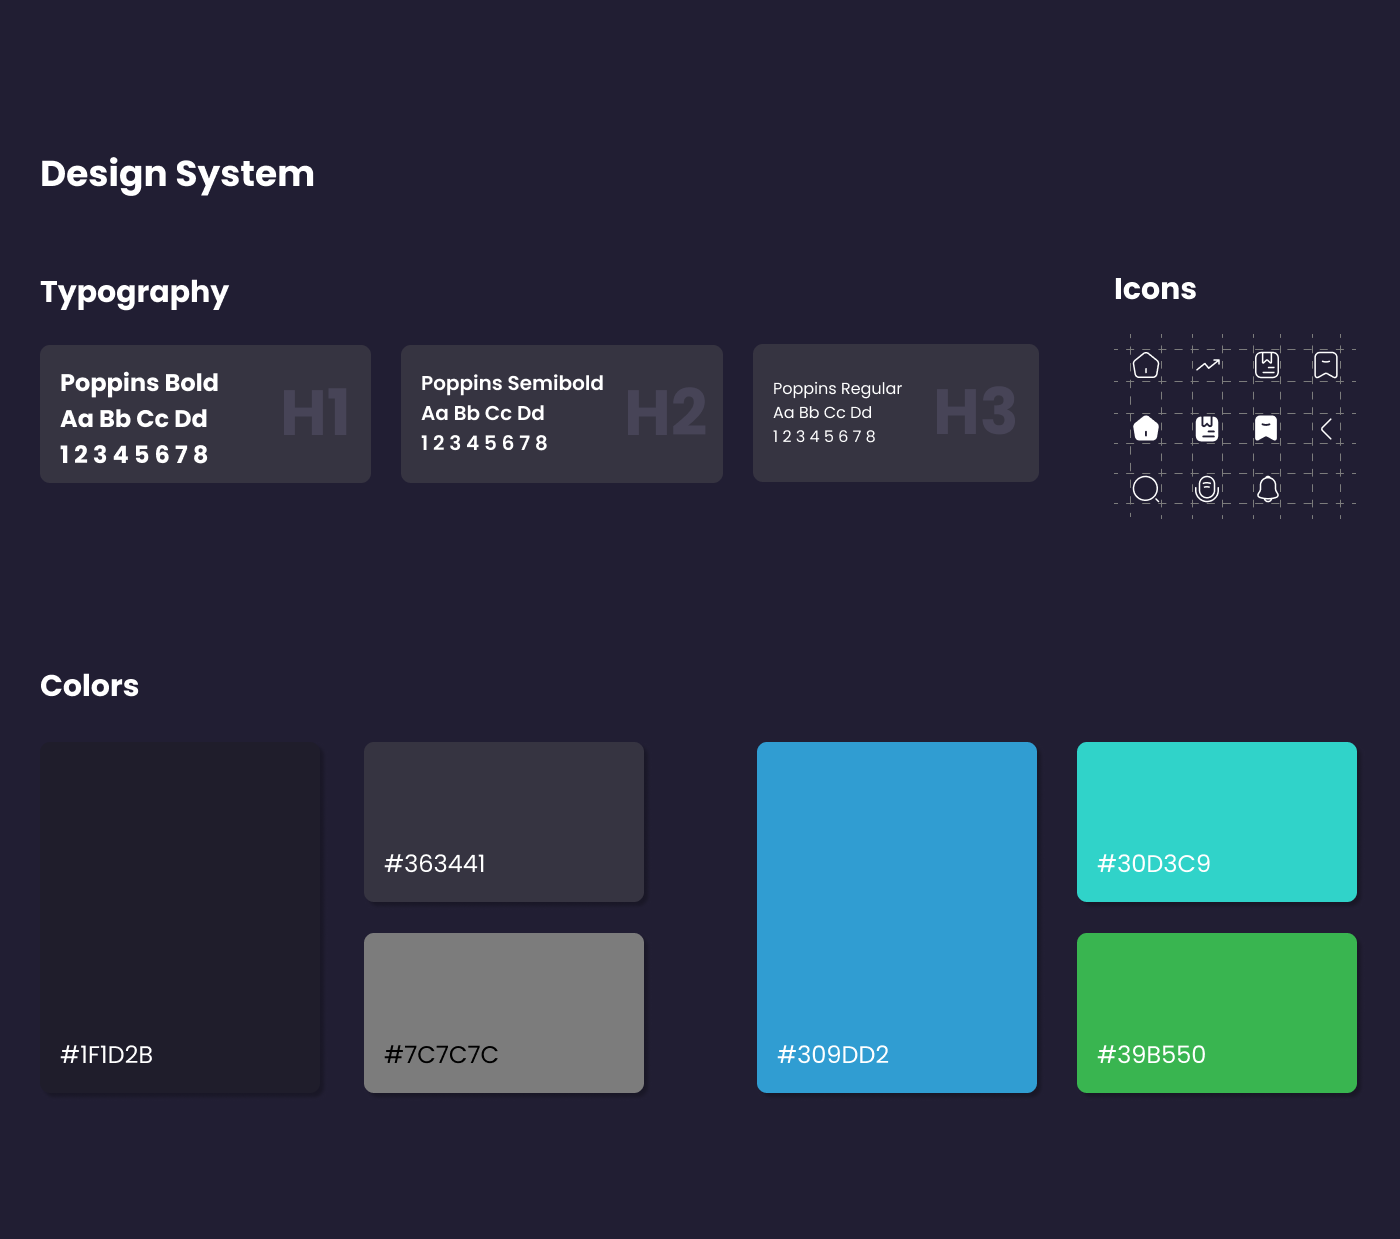 Design System
Typography
Icons
Poppins Bold
Aa Bb Cc Dd
1 2 3 4 5 6 7 8
H1
Poppins Semibold
Aa Bb Cc Dd
1 2 3 4 5 6 7 8
H2
Poppins Regular
Aa Bb Cc Dd
1 2 3 4 5 6 7 8
H3
Colors
#1F1D2B
#363441
#7C7C7C
#309DD2
#30D3C9
#39B550